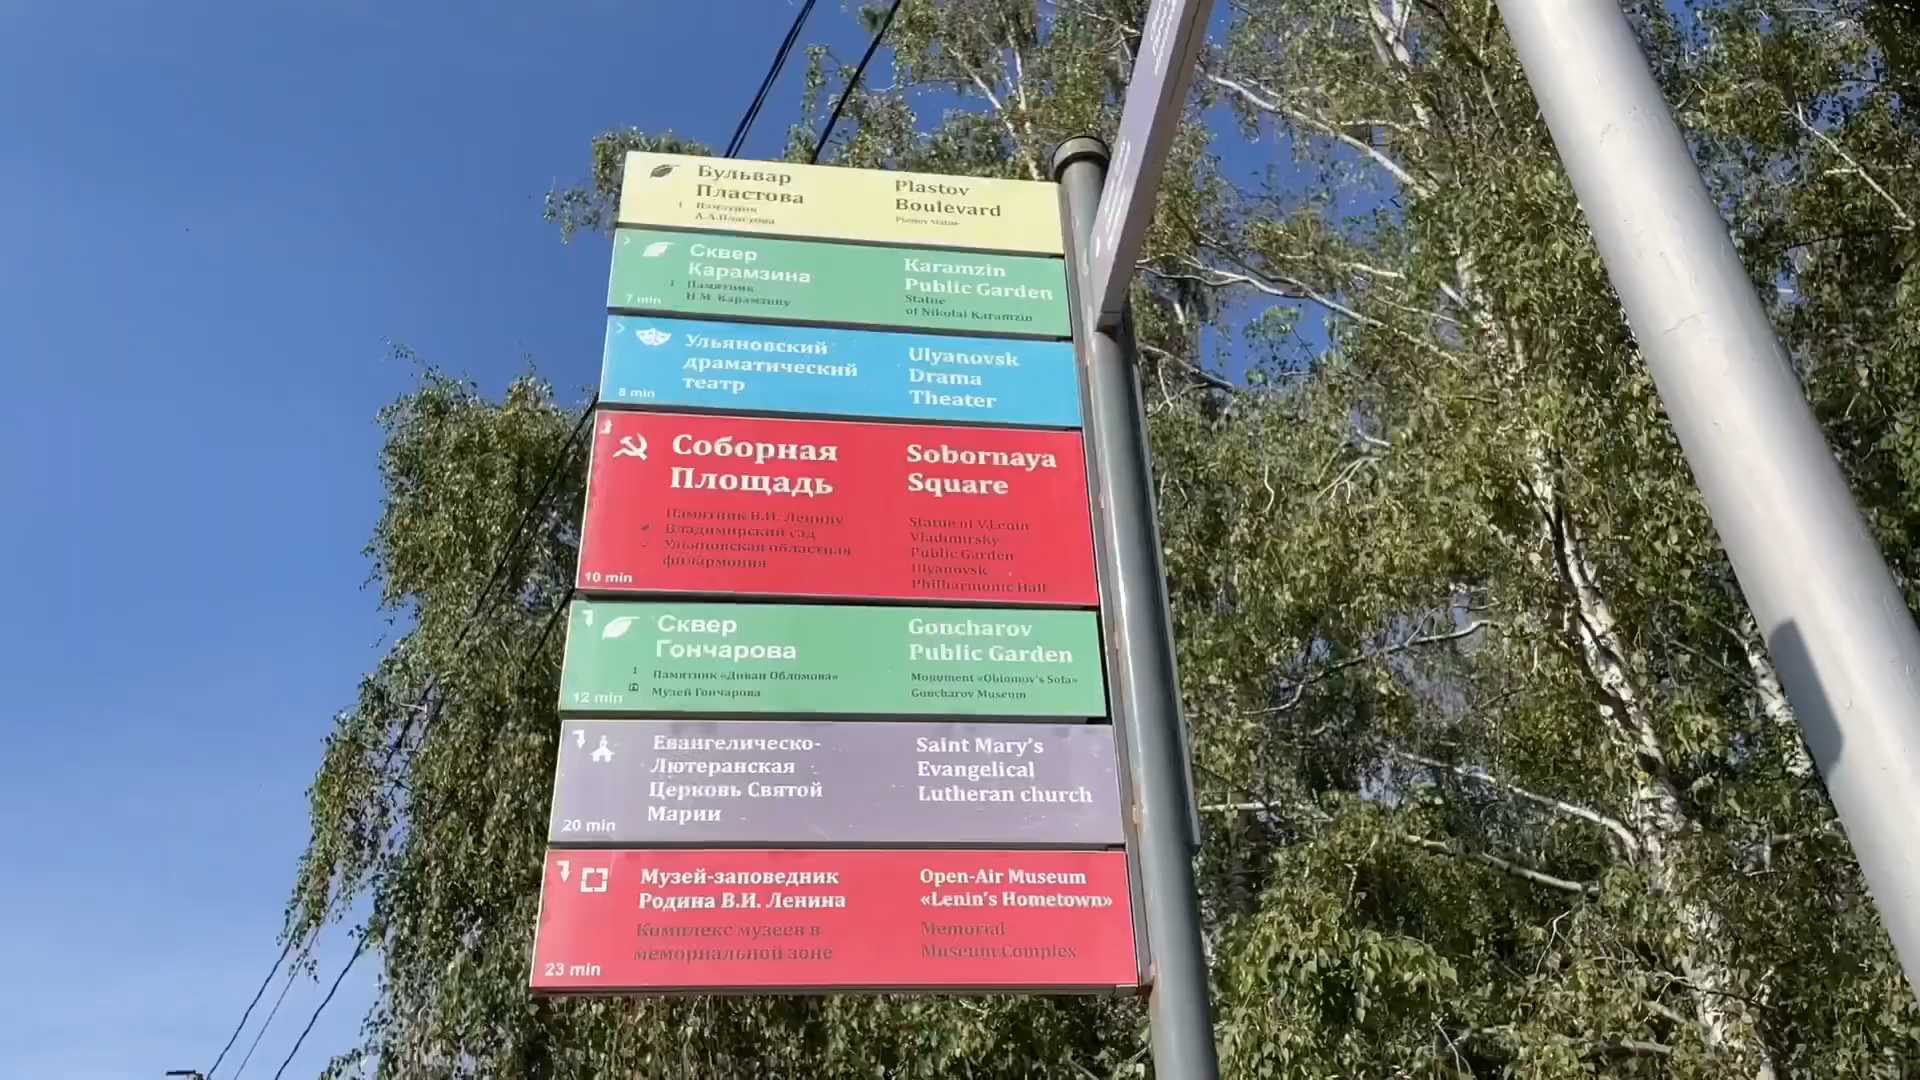 Бульвар
Пластова
Памятник
А.А.Пластова
Plastov
Boulevard
Plastov Statue
Сквер
Карамзина
Памятник
Н.М. Карамзину
7 min
Karamzin
Public Garden
Statue
of Nikolai Karamzin
Ульяновский
драматический
театр
8 min
Ulyanovsk
Drama
Theater
Соборная
Площадь
Памятник В.И. Ленину
Владимирский сад
Ульяновская областная
филармония
10 min
Sobornaya
Square
Statue of V.Lenin
Vladimirsky
Public Garden
Ulyanovsk
Philharmonic Hall
Сквер
Гончарова
Памятник «Диван Обломова»
Музей Гончарова
12 min
Goncharov
Public Garden
Monument «Oblomov's Sofa»
Goncharov Museum
Евангелическо-
Лютеранская
Церковь Святой
Марии
20 min
Saint Mary's
Evangelical
Lutheran church
Музей-заповедник
Родина В.И. Ленина
Комплекс музеев в
мемориальной зоне
23 min
Open-Air Museum
«Lenin's Hometown»
Memorial
Museum Complex